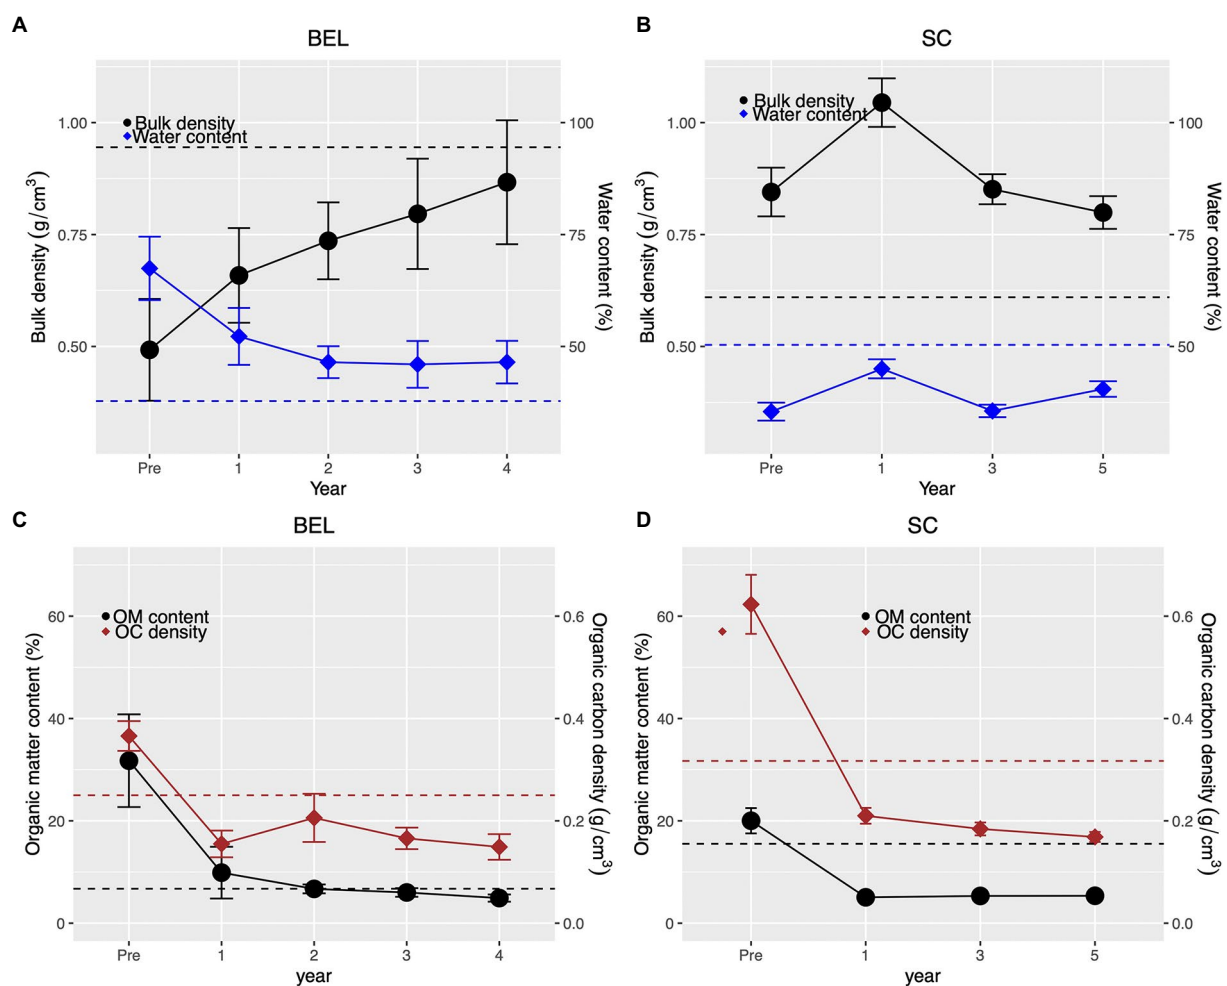 A
BEL
Bulk density
Water content
1.00
0.75
0.50
100
75
50
Bulk density (g/cm³)
Water content (%)
Pre 1 2 3 4
Year
B
SC
Bulk density
Water content
1.00
0.75
0.50
100
75
50
Bulk density (g/cm³)
Water content (%)
Pre 1 3 5
Year
C
BEL
OM content
OC density
60
40
20
0
0.6
0.4
0.2
0.0
Organic matter content (%)
Organic carbon density (g/cm³)
Pre 1 2 3 4
year
D
SC
OM content
OC density
60
40
20
0
0.6
0.4
0.2
0.0
Organic matter content (%)
Organic carbon density (g/cm³)
Pre 1 3 5
year